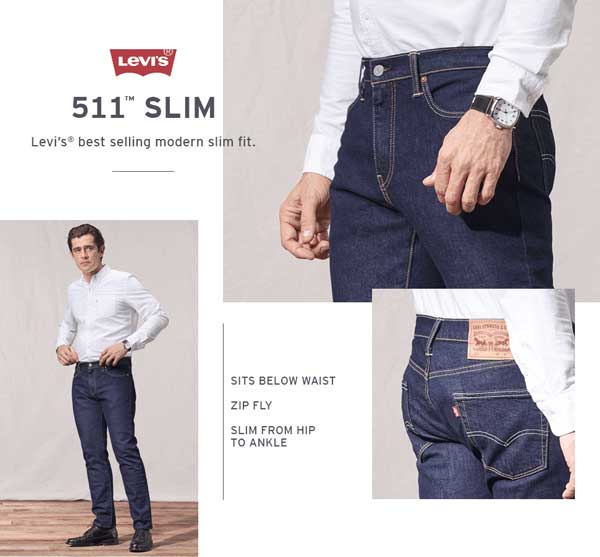 LEVI'S®
511™ SLIM
Levi's® best selling modern slim fit.
SITS BELOW WAIST
ZIP FLY
SLIM FROM HIP
TO ANKLE